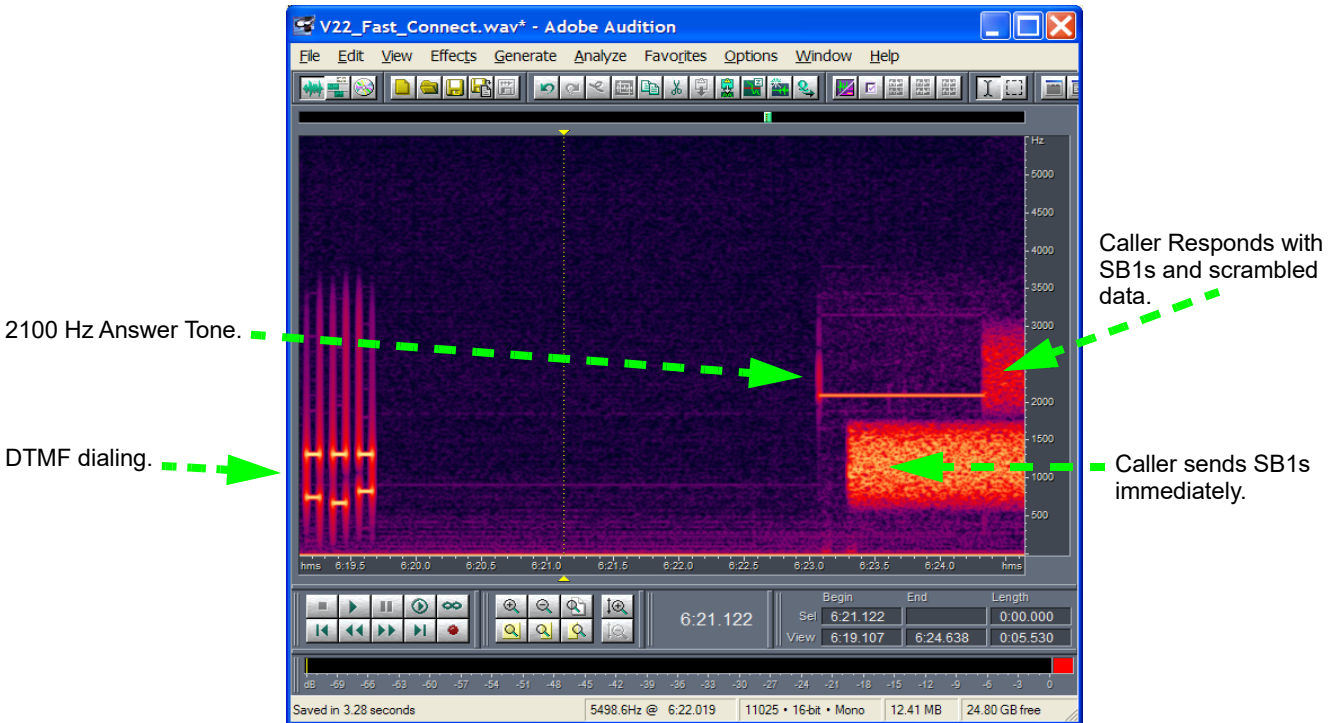 V22_Fast_Connect.wav* - Adobe Audition
File Edit View Effects Generate Analyze Favorites Options Window Help
Hz
5000
4500
4000
3500
3000
2000
1500
1000
500
2100 Hz Answer Tone.
DTMF dialing.
Caller Responds with
SB1s and scrambled
data.
Caller sends SB1s
immediately.
hms 6:19.5 6:20.0 6:20.5 6:21.0 6:21.5 6:22.0 6:22.5 6:23.0 6:23.5 6:24.0 hms
6:21.122
Begin End Length
Sel 6:21.122 0:00.000
View 6:19.107 6:24.638 0:05.530
dB -69 -66 -63 -60 -57 -54 -51 -48 -45 -42 -39 -36 -33 -30 -27 -24 -21 -18 -15 -12 -9 -6 -3 0
Saved in 3.28 seconds 5498.6Hz @ 6:22.019 11025 • 16-bit • Mono 12.41 MB 24.80 GB free